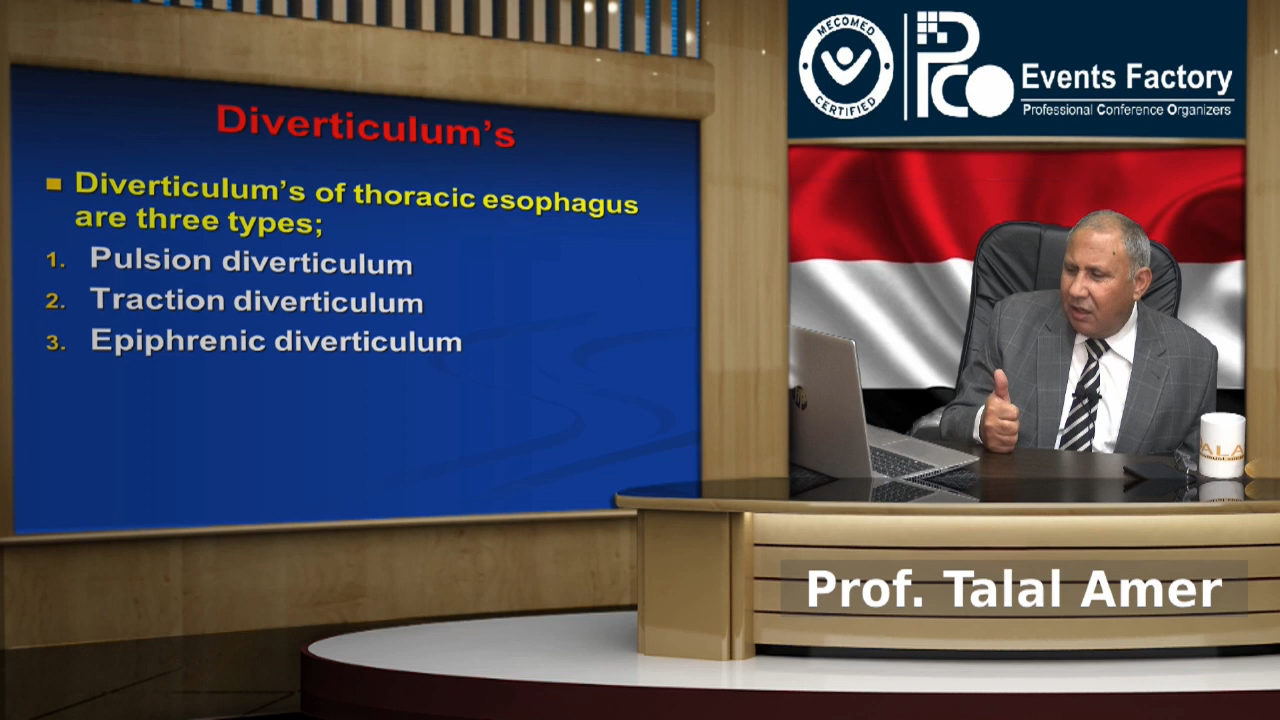 Diverticulum’s
Diverticulum’s of thoracic esophagus
are three types;
1. Pulsion diverticulum
2. Traction diverticulum
3. Epiphrenic diverticulum
MECOMED
CERTIFIED
PCO
Events Factory
Professional Conference Organizers
Prof. Talal Amer